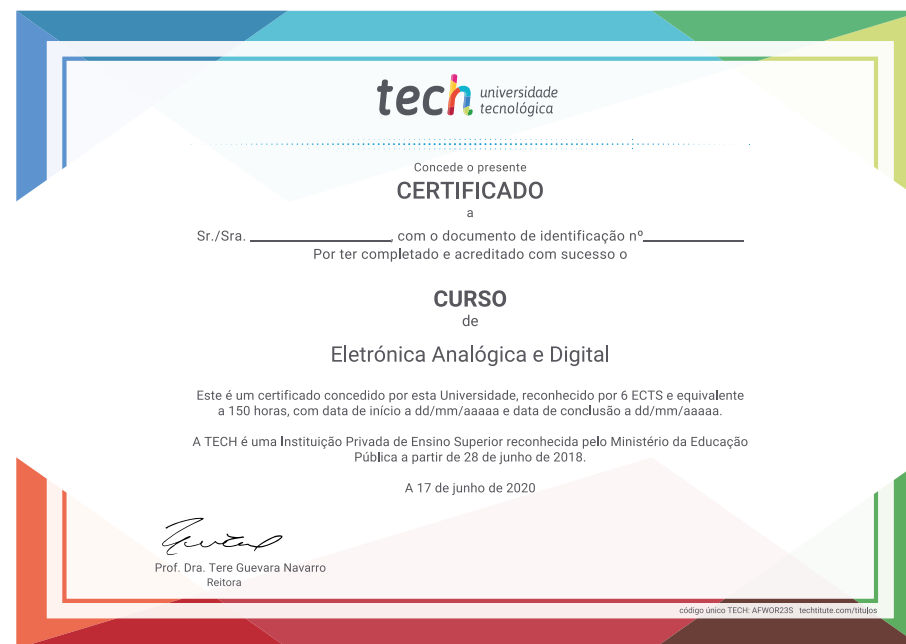 tech universidade
tecnológica
Concede o presente
CERTIFICADO
a
Sr./Sra. ____________________, com o documento de identificação nº______________
Por ter completado e acreditado com sucesso o
CURSO
de
Eletrónica Analógica e Digital
Este é um certificado concedido por esta Universidade, reconhecido por 6 ECTS e equivalente
a 150 horas, com data de início a dd/mm/aaaaa e data de conclusão a dd/mm/aaaaa.
A TECH é uma Instituição Privada de Ensino Superior reconhecida pelo Ministério da Educação
Pública a partir de 28 de junho de 2018.
A 17 de junho de 2020
Prof. Dra. Tere Guevara Navarro
Reitora
código único TECH: AFWOR23S techtitute.com/titulos